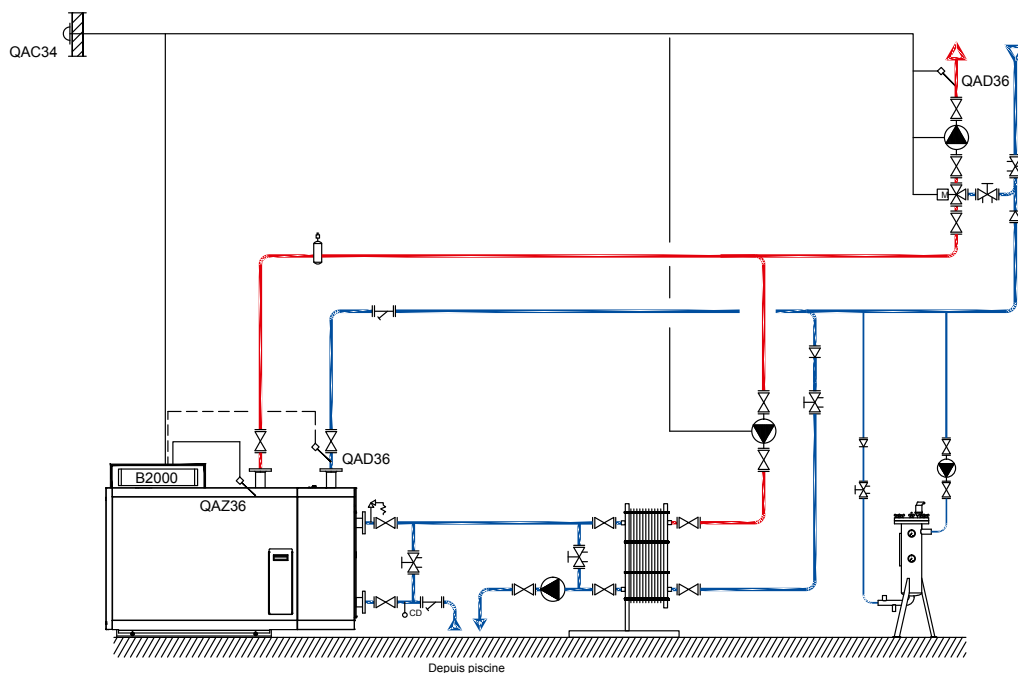 QAC34
QAD36
M
QAD36
B2000
QAZ36
CD
Depuis piscine